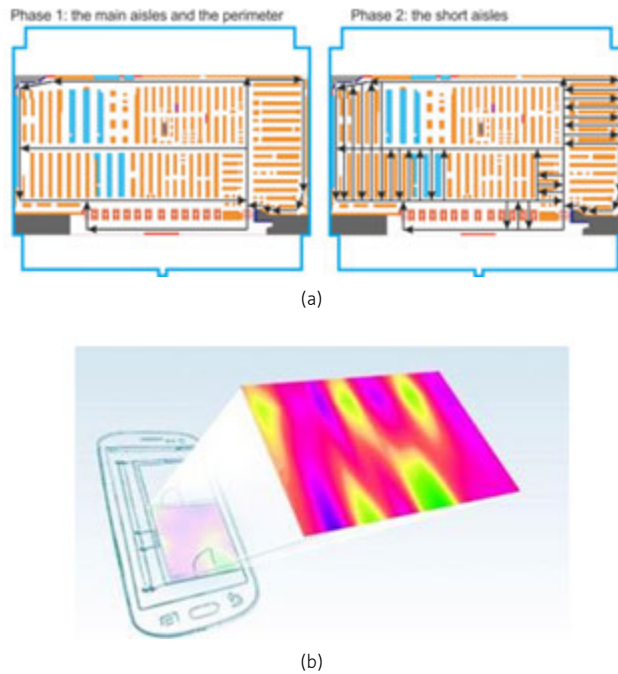 Phase 1: the main aisles and the perimeter
Phase 2: the short aisles
(a)
(b)